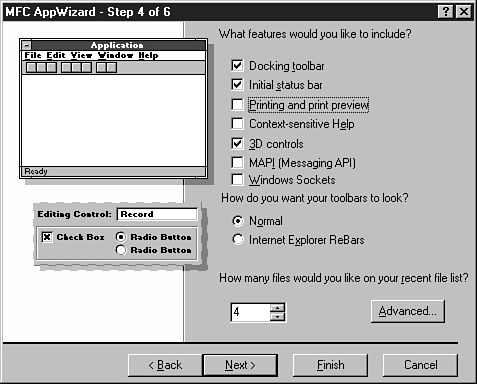 MFC AppWizard - Step 4 of 6
Application
File Edit View Window Help
Ready
Editing Control: Record
Check Box
Radio Button
Radio Button
What features would you like to include?
Docking toolbar
Initial status bar
Printing and print preview
Context-sensitive Help
3D controls
MAPI (Messaging API)
Windows Sockets
How do you want your toolbars to look?
Normal
Internet Explorer ReBars
How many files would you like on your recent file list?
4
Advanced...
< Back Next > Finish Cancel